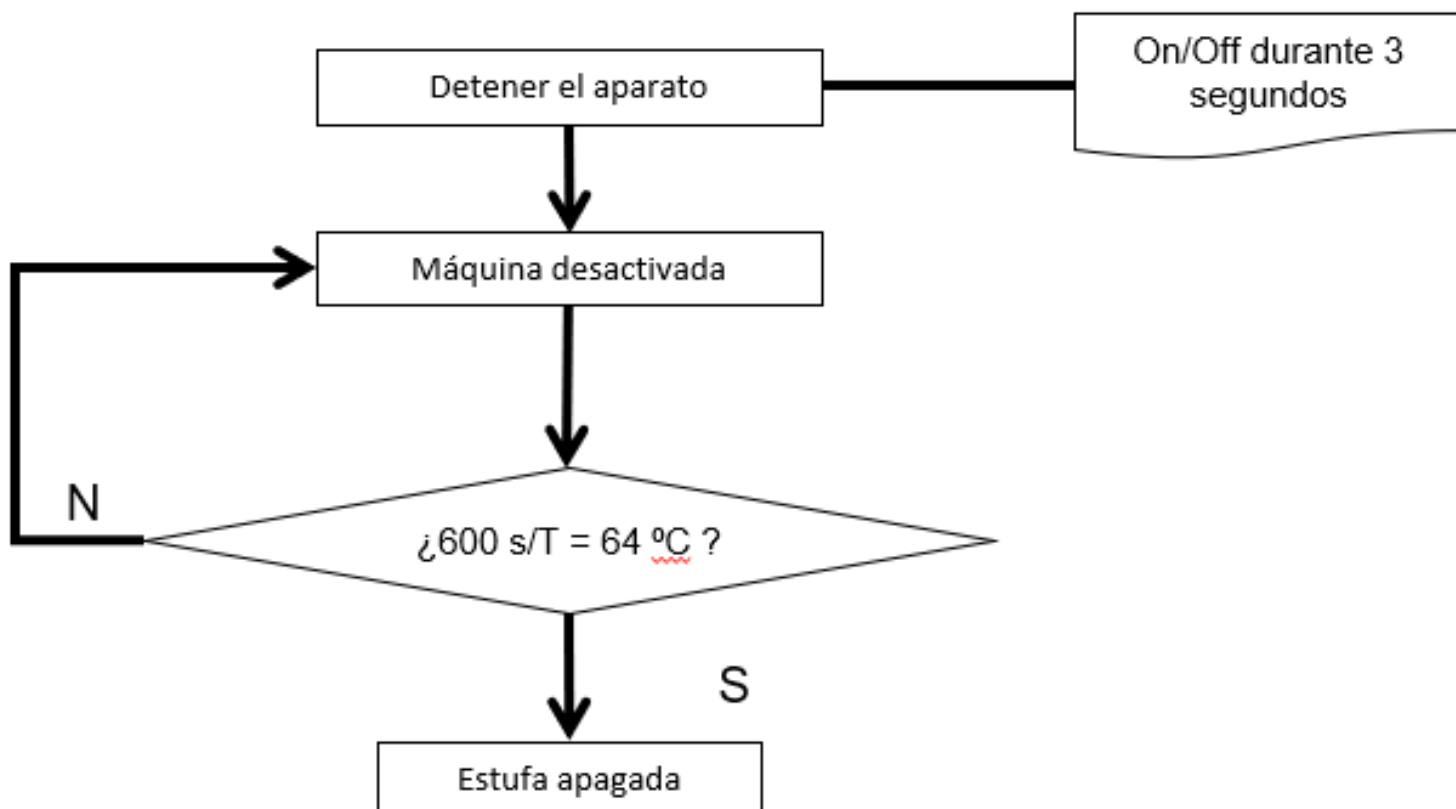 Detener el aparato
On/Off durante 3
segundos
Máquina desactivada
N
¿600 s/T = 64 ºC ?
S
Estufa apagada